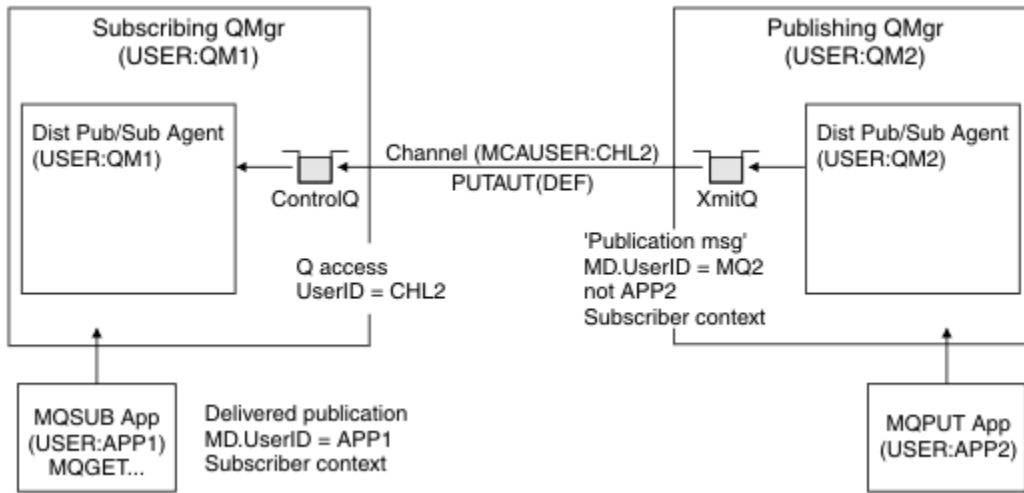 Subscribing QMgr
(USER:QM1)
Publishing QMgr
(USER:QM2)
Dist Pub/Sub Agent
(USER:QM1)
ControlQ
Channel (MCAUSER:CHL2)
PUTAUT(DEF)
XmitQ
Dist Pub/Sub Agent
(USER:QM2)
Q access
UserID = CHL2
'Publication msg'
MD.UserID = MQ2
not APP2
Subscriber context
MQSUB App
(USER:APP1)
MQGET...
Delivered publication
MD.UserID = APP1
Subscriber context
MQPUT App
(USER:APP2)